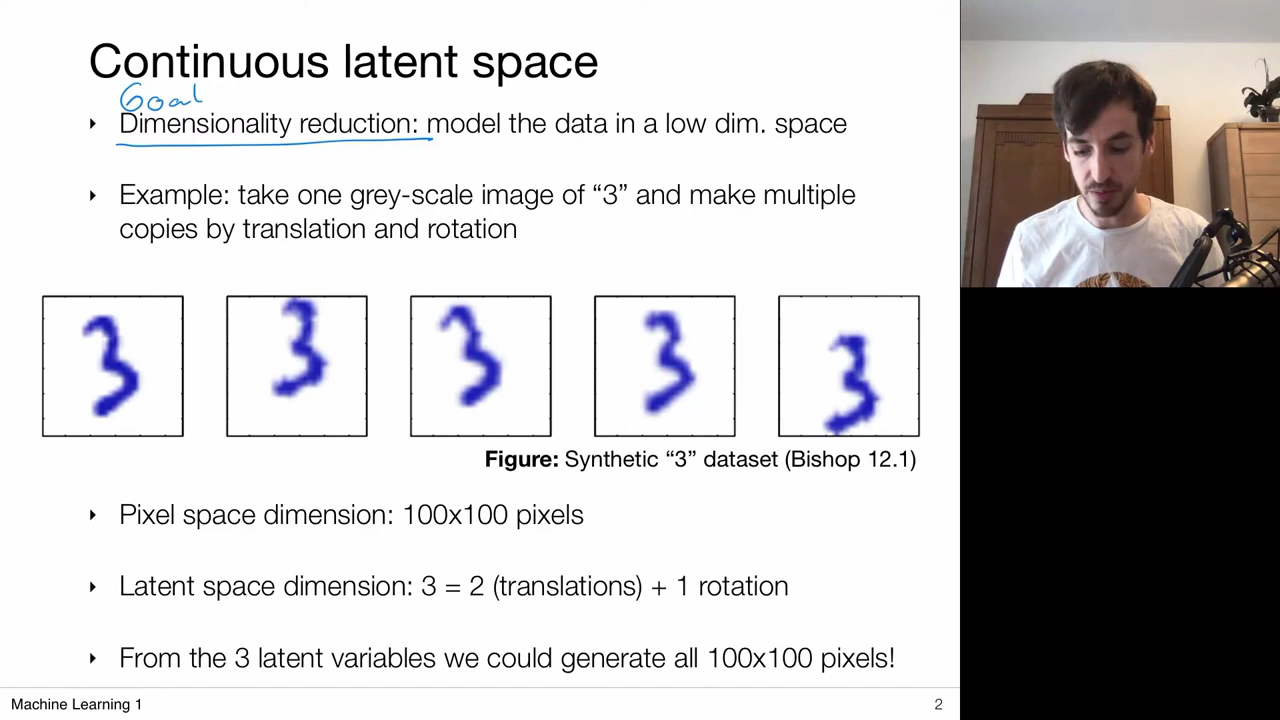 Continuous latent space
Goal
‣ Dimensionality reduction: model the data in a low dim. space
‣ Example: take one grey-scale image of “3” and make multiple
copies by translation and rotation
3 3 3 3 3
Figure: Synthetic “3” dataset (Bishop 12.1)
‣ Pixel space dimension: 100x100 pixels
‣ Latent space dimension: 3 = 2 (translations) + 1 rotation
‣ From the 3 latent variables we could generate all 100x100 pixels!
Machine Learning 1 2